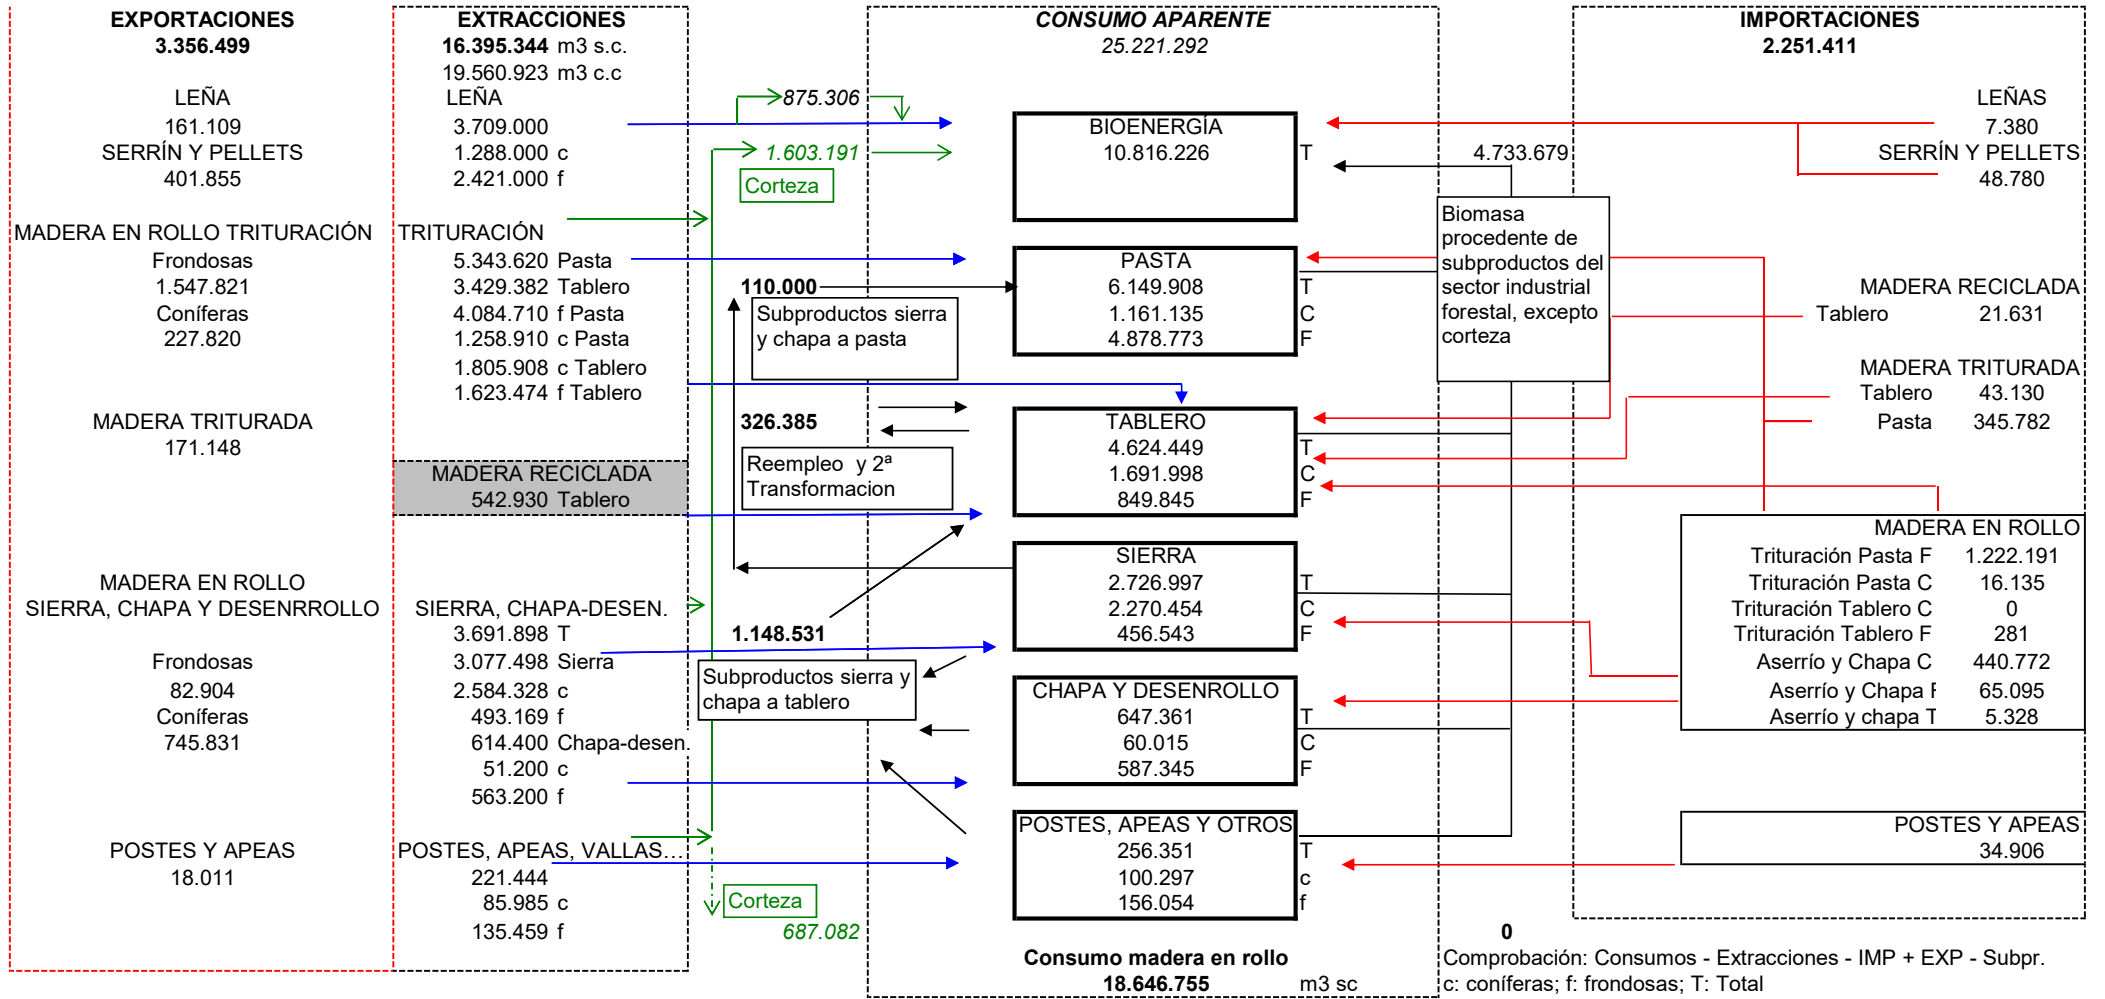 EXPORTACIONES
3.356.499
LEÑA
161.109
SERRÍN Y PELLETS
401.855
MADERA EN ROLLO TRITURACIÓN
Frondosas
1.547.821
Coníferas
227.820
MADERA TRITURADA
171.148
MADERA EN ROLLO
SIERRA, CHAPA Y DESENRROLLO
Frondosas
82.904
Coníferas
745.831
POSTES Y APEAS
18.011
EXTRACCIONES
16.395.344 m3 s.c.
19.560.923 m3 c.c
LEÑA
3.709.000
1.288.000 c
2.421.000 f
TRITURACIÓN
5.343.620 Pasta
3.429.382 Tablero
4.084.710 f Pasta
1.258.910 c Pasta
1.805.908 c Tablero
1.623.474 f Tablero
MADERA RECICLADA
542.930 Tablero
SIERRA, CHAPA-DESEN.
3.691.898 T
3.077.498 Sierra
2.584.328 c
493.169 f
614.400 Chapa-desen.
51.200 c
563.200 f
POSTES, APEAS, VALLAS…
221.444
85.985 c
135.459 f
875.306
1.603.191
Corteza
110.000
Subproductos sierra
y chapa a pasta
326.385
Reempleo y 2ª
Transformacion
1.148.531
Subproductos sierra y
chapa a tablero
Corteza
687.082
CONSUMO APARENTE
25.221.292
BIOENERGÍA
10.816.226 T
PASTA
6.149.908 T
1.161.135 C
4.878.773 F
TABLERO
4.624.449 T
1.691.998 C
849.845 F
SIERRA
2.726.997 T
2.270.454 C
456.543 F
CHAPA Y DESENROLLO
647.361 T
60.015 C
587.345 F
POSTES, APEAS Y OTROS
256.351 T
100.297 c
156.054 f
Consumo madera en rollo
18.646.755 m3 sc
4.733.679
Biomasa
procedente de
subproductos del
sector industrial
forestal, excepto
corteza
IMPORTACIONES
2.251.411
LEÑAS
7.380
SERRÍN Y PELLETS
48.780
MADERA RECICLADA
Tablero 21.631
MADERA TRITURADA
Tablero 43.130
Pasta 345.782
MADERA EN ROLLO
Trituración Pasta F 1.222.191
Trituración Pasta C 16.135
Trituración Tablero C 0
Trituración Tablero F 281
Aserrío y Chapa C 440.772
Aserrío y Chapa F 65.095
Aserrío y chapa T 5.328
POSTES Y APEAS
34.906
0
Comprobación: Consumos - Extracciones - IMP + EXP - Subpr.
c: coníferas; f: frondosas; T: Total